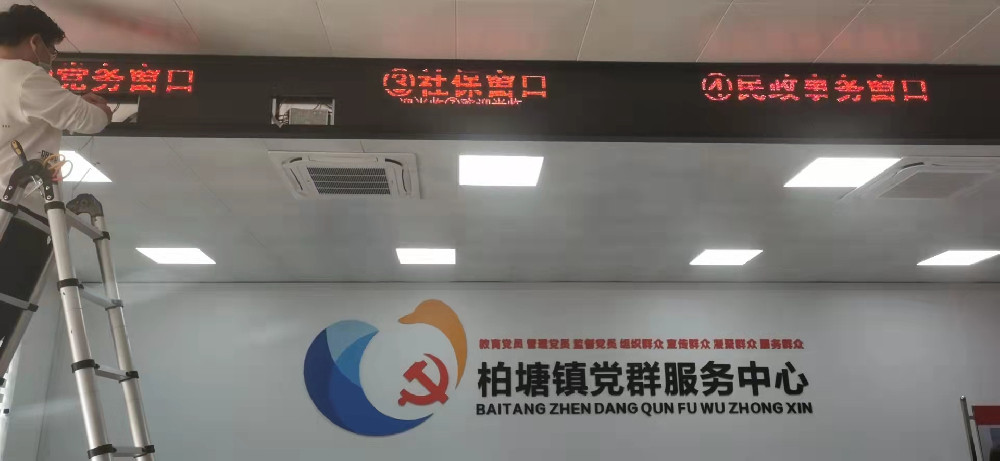 党务窗口
③社保窗口
④民政事务窗口
教育党员 管理党员 监督党员 组织群众 宣传群众 凝聚群众 服务群众
柏塘镇党群服务中心
BAITANG ZHEN DANG QUN FU WU ZHONG XIN